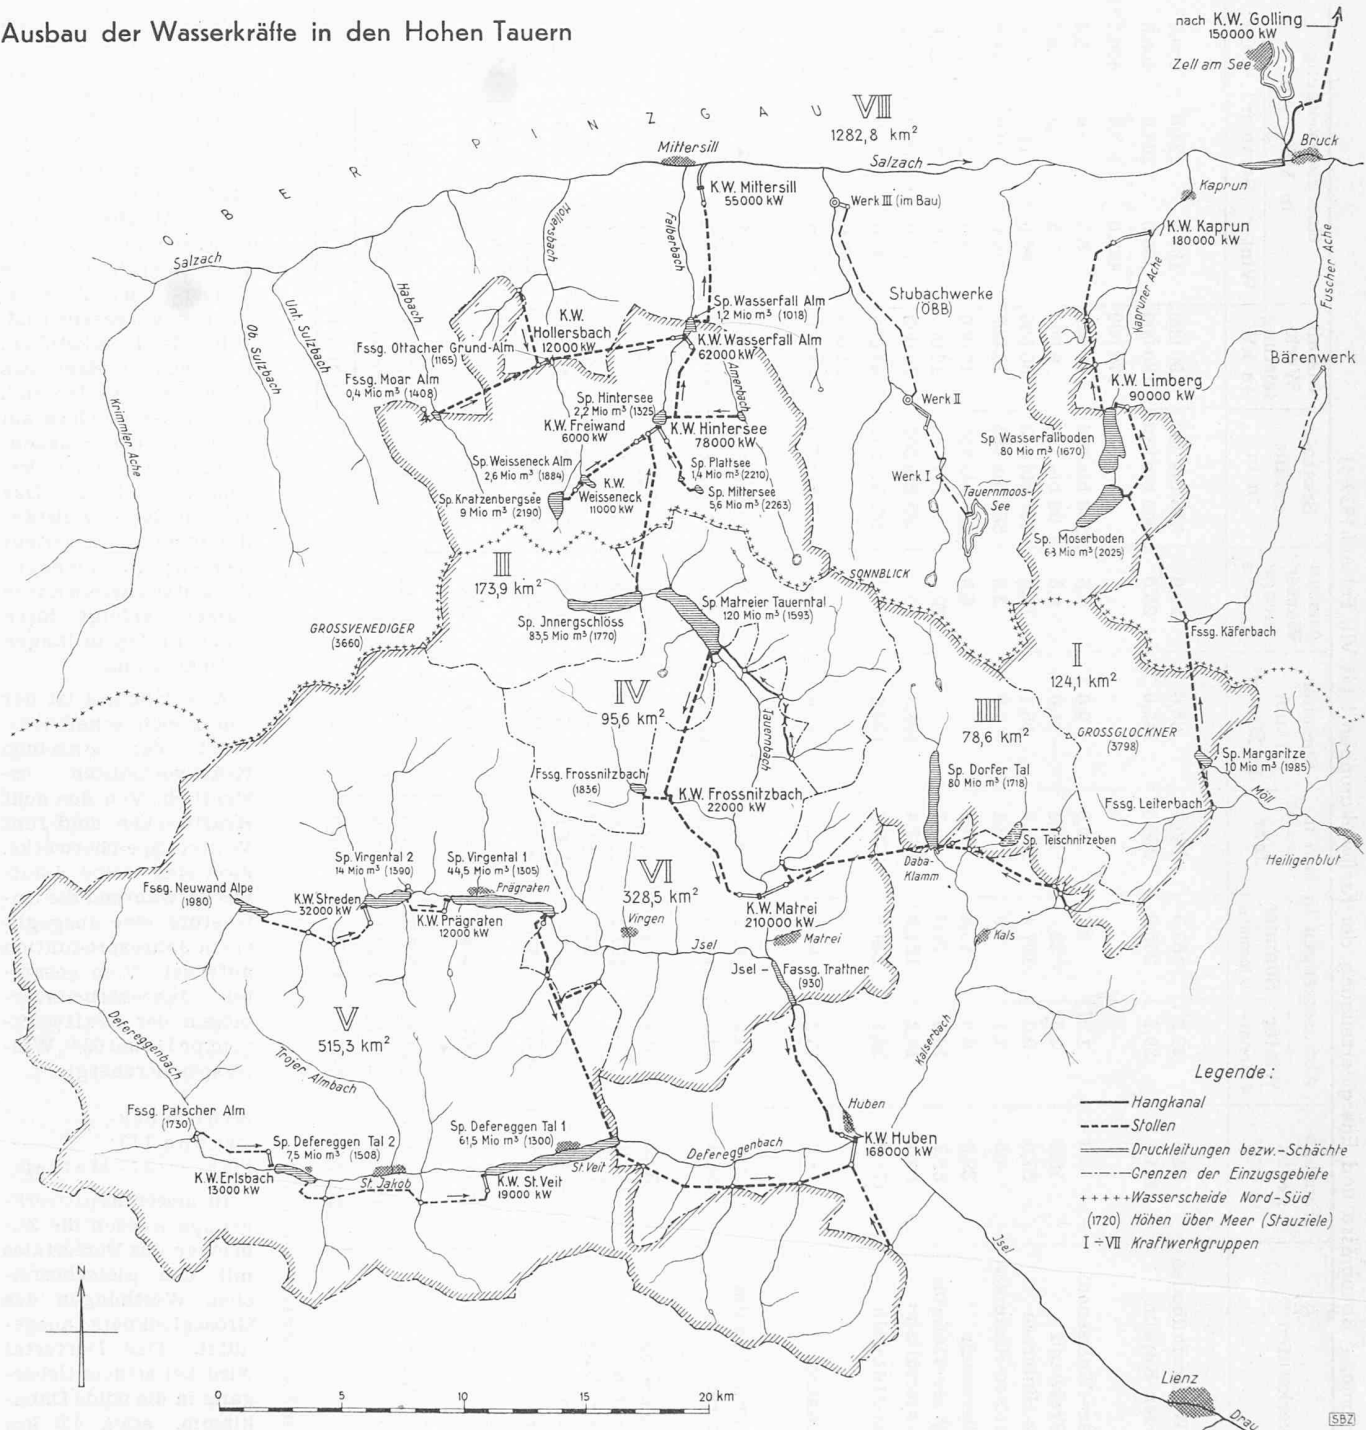 Ausbau der Wasserkräfte in den Hohen Tauern
nach K.W. Golling
150000 kW
Zell am See
OBERPINZGAU
VII
1282,8 km²
Mittersill
Salzach
Bruck
K.W. Mittersill
55000 kW
Werk III (im Bau)
Kaprun
K.W. Kaprun
180000 kW
Salzach
Hollersbach
Felberbach
Kapruner Ache
Fuscher Ache
Krimmler Ache
Ob. Sulzbach
Unt. Sulzbach
Habach
Stubachwerke
(ÖBB)
Sp. Wasserfall Alm
1,2 Mio m³ (1018)
K.W.
Hollersbach
12000 kW
K.W. Wasserfall Alm
62000 kW
Fssg. Ottacher Grund-Alm
(1165)
Bärenwerk
Fssg. Moar Alm
0,4 Mio m³ (1408)
Amerbach
K.W. Limberg
90000 kW
Sp. Hintersee
2,2 Mio m³ (1325)
Werk II
K.W. Freiwand
6000 kW
K.W. Hintersee
78000 kW
Sp. Wasserfallboden
80 Mio m³ (1670)
Sp. Weisseneck Alm
2,6 Mio m³ (1884)
Sp. Plattsee
1,4 Mio m³ (2210)
Werk I
K.W.
Weisseneck
11000 kW
Sp. Kratzenbergsee
9 Mio m³ (2190)
Sp. Mittersee
5,6 Mio m³ (2263)
Tauernmoos-
See
Sp. Moserboden
63 Mio m³ (2025)
III
173,9 km²
SONNBLICK
Sp. Jnnergschlöss
83,5 Mio m³ (1770)
Sp. Matreier Tauerntal
120 Mio m³ (1593)
GROSSVENEDIGER
(3660)
Fssg. Käferbach
I
124,1 km²
IV
95,6 km²
IIII
78,6 km²
Tauernbach
GROSSGLOCKNER
(3798)
Sp. Margaritze
10 Mio m³ (1985)
Fssg. Frossnitzbach
(1836)
Sp. Dorfer Tal
80 Mio m³ (1718)
K.W. Frossnitzbach
22000 kW
Fssg. Leiterbach
Möll
Sp. Teischnitzeben
Heiligenblut
Sp. Virgental 2
14 Mio m³ (1390)
Sp. Virgental 1
44,5 Mio m³ (1305)
VI
328,5 km²
Daba-
Klamm
Fssg. Neuwand Alpe
(1980)
K.W. Streden
32000 kW
Prägraten
K.W. Prägraten
12000 kW
Virgen
K.W. Matrei
210000 kW
Matrei
Kals
Jsel
Jsel -
Fassg. Trattner
(930)
V
515,3 km²
Defereggenbach
Trojer Almbach
Kalserbach
Legende:
Hangkanal
Stollen
Druckleitungen bezw.-Schächte
Grenzen der Einzugsgebiete
+++++ Wasserscheide Nord-Süd
(1720) Höhen über Meer (Stauziele)
I ÷ VII Kraftwerkgruppen
Fssg. Patscher Alm
(1730)
Sp. Defereggen Tal 2
7,5 Mio m³ (1508)
Sp. Defereggen Tal 1
61,5 Mio m³ (1300)
Huben
K.W. Huben
168000 kW
Defereggenbach
K.W. Erlsbach
13000 kW
St. Jakob
K.W. St. Veit
19000 kW
St. Veit
Jsel
N
0 5 10 15 20 km
Lienz
Drau
SBZ